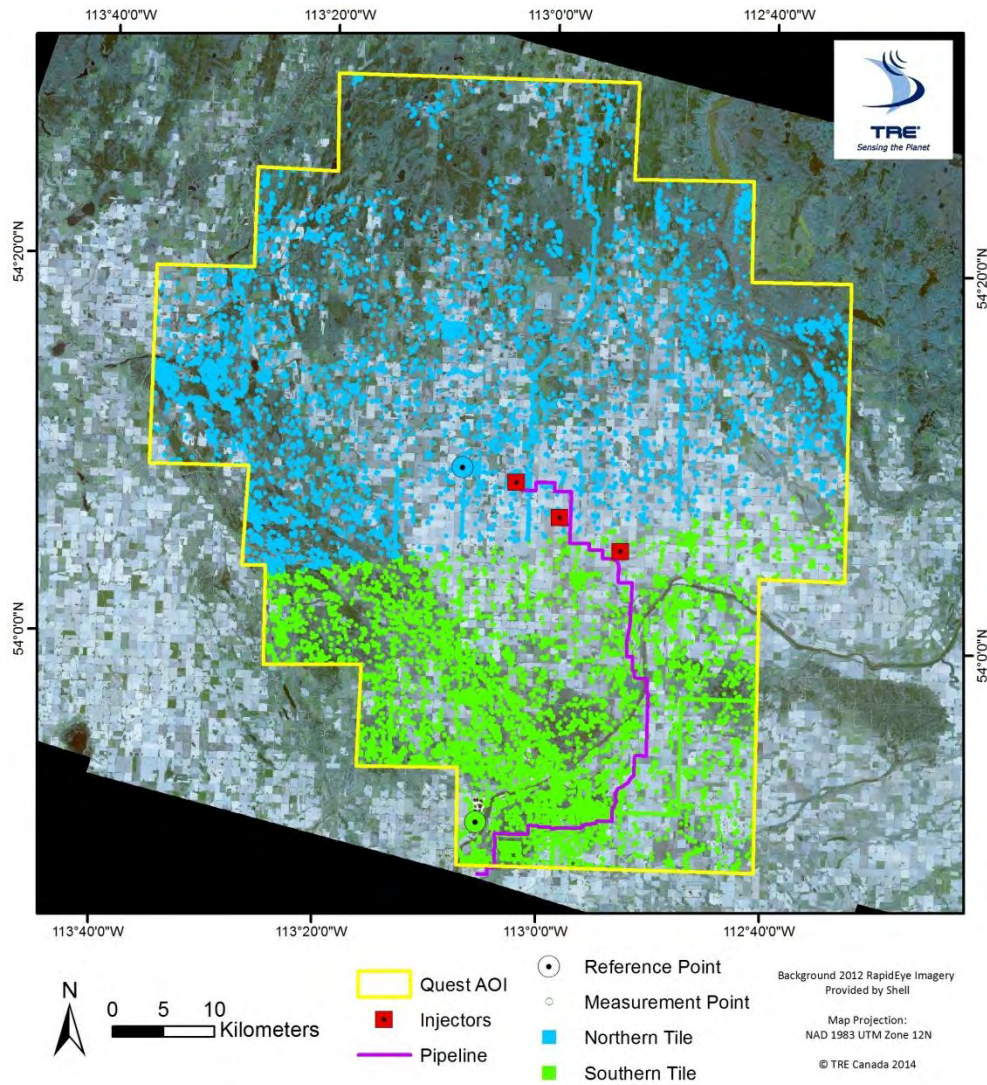 113°40'0"W 113°20'0"W 113°0'0"W 112°40'0"W
TRE®
Sensing the Planet
54°20'0"N
54°20'0"N
54°0'0"N
54°0'0"N
113°40'0"W 113°20'0"W 113°0'0"W 112°40'0"W
N
0 5 10
Kilometers
Quest AOI
Injectors
Pipeline
Reference Point
Measurement Point
Northern Tile
Southern Tile
Background 2012 RapidEye Imagery
Provided by Shell
Map Projection:
NAD 1983 UTM Zone 12N
© TRE Canada 2014